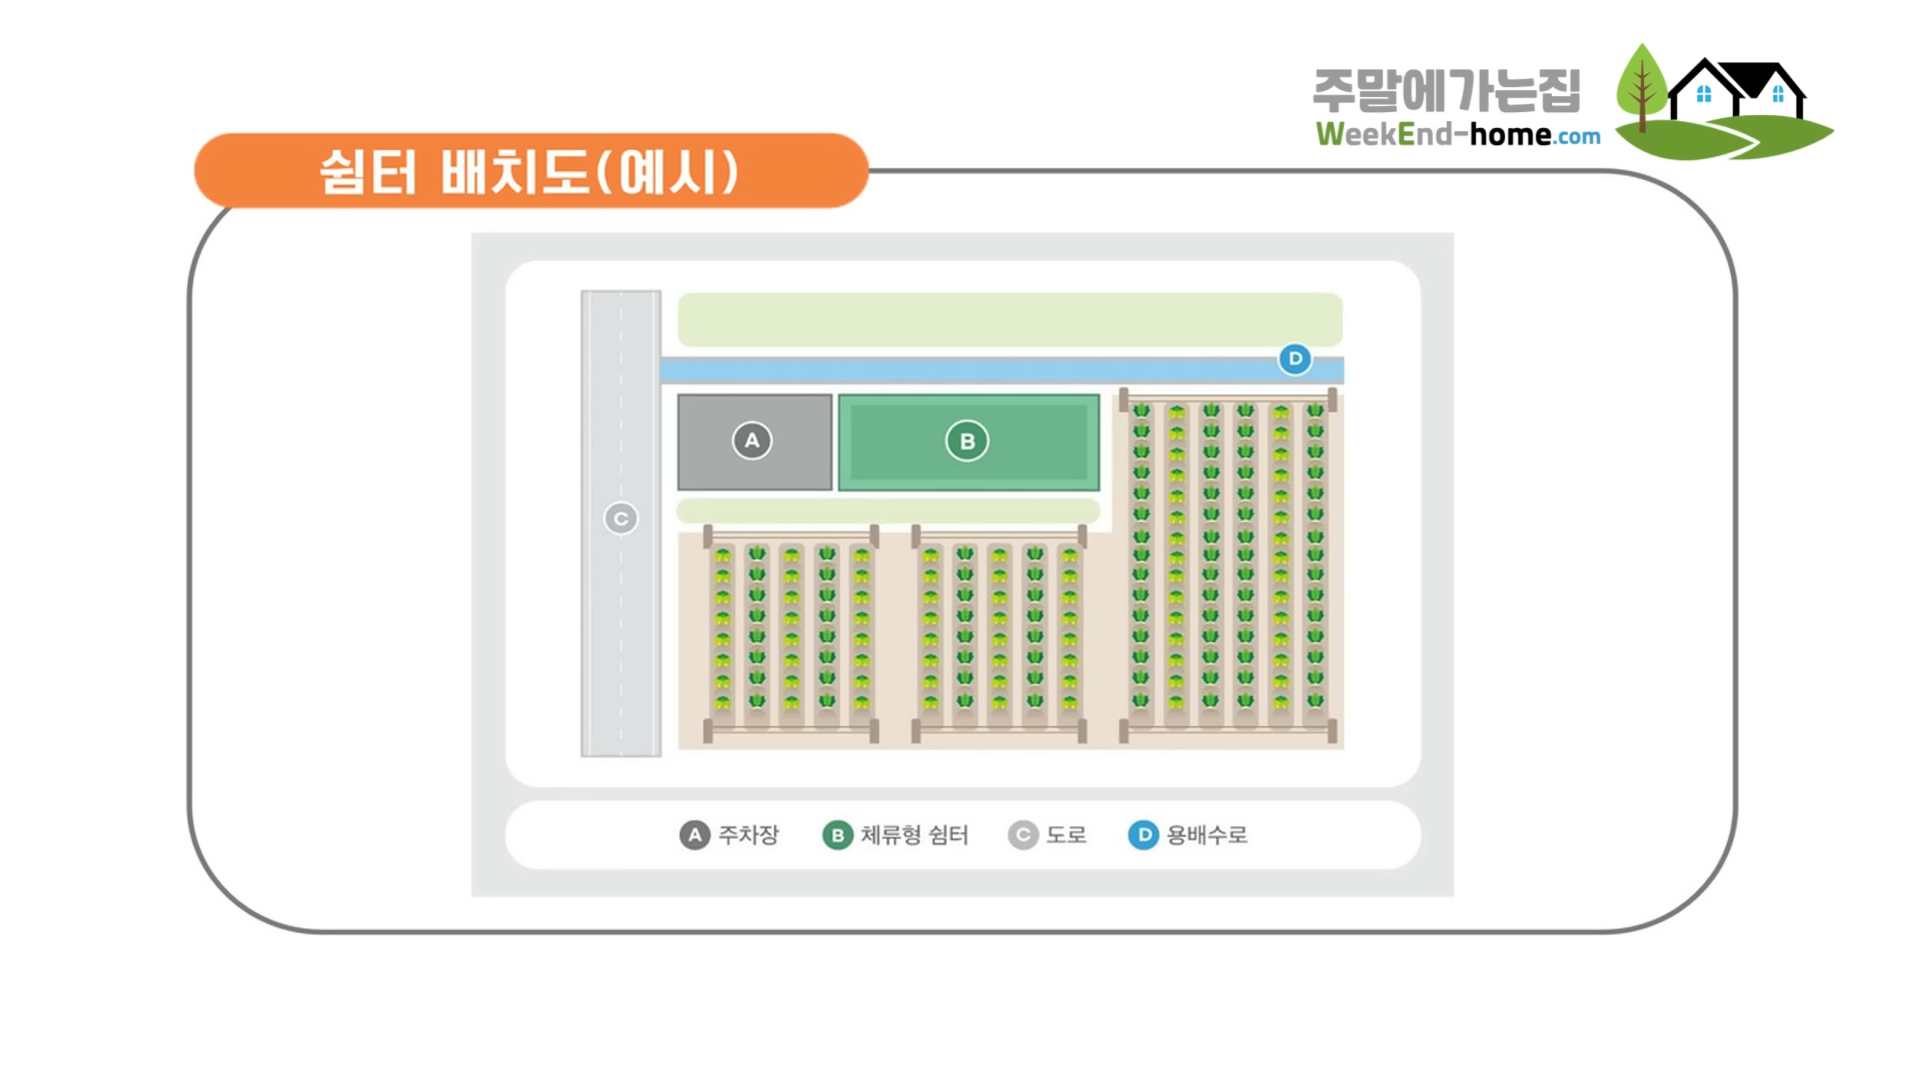 주말에가는집
WeekEnd-home.com
쉼터 배치도(예시)
D
A
B
C
A 주차장 B 체류형 쉼터 C 도로 D 용배수로